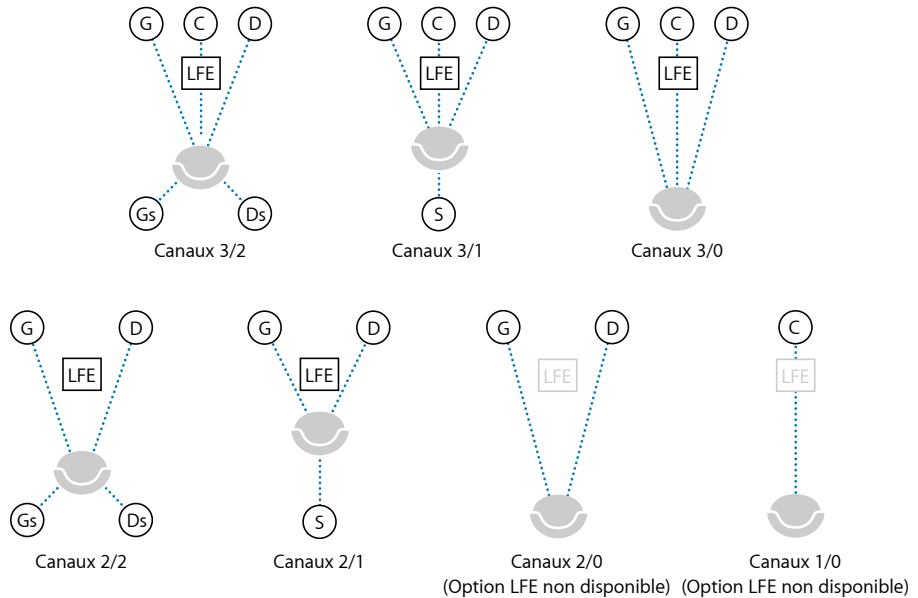 G C D
LFE
Gs Ds
Canaux 3/2
G C D
LFE
S
Canaux 3/1
G C D
LFE
Canaux 3/0
G D
LFE
Gs Ds
Canaux 2/2
G D
LFE
S
Canaux 2/1
G D
LFE
Canaux 2/0
(Option LFE non disponible)
C
LFE
Canaux 1/0
(Option LFE non disponible)